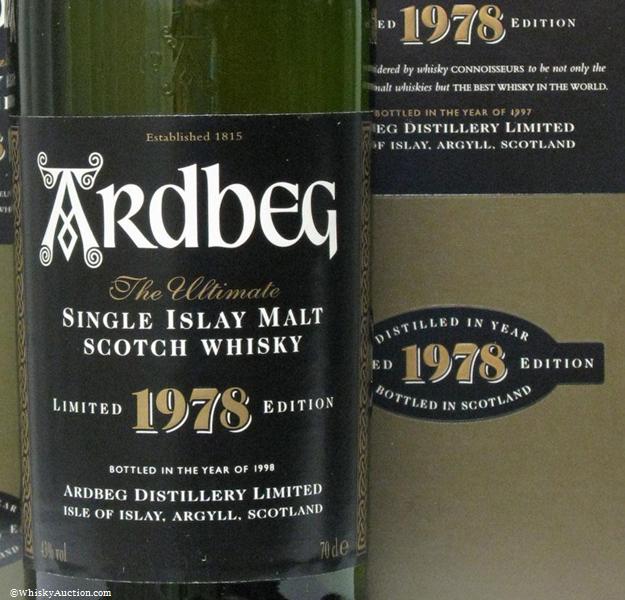 Established 1815
ARdbEG
The Ultimate
SINGLE ISLAY MALT
SCOTCH WHISKY
LIMITED 1978 EDITION
BOTTLED IN THE YEAR OF 1998
ARDBEG DISTILLERY LIMITED
ISLE OF ISLAY, ARGYLL, SCOTLAND
43% vol 70 cl e
1978 EDITION
by whisky CONNOISSEURS to be not only the
malt whiskies but THE BEST WHISKY IN THE WORLD.
BOTTLED IN THE YEAR OF 1997
DISTILLERY LIMITED
OF ISLAY, ARGYLL, SCOTLAND
DISTILLED IN YEAR
1978 EDITION
BOTTLED IN SCOTLAND
©WhiskyAuction.com